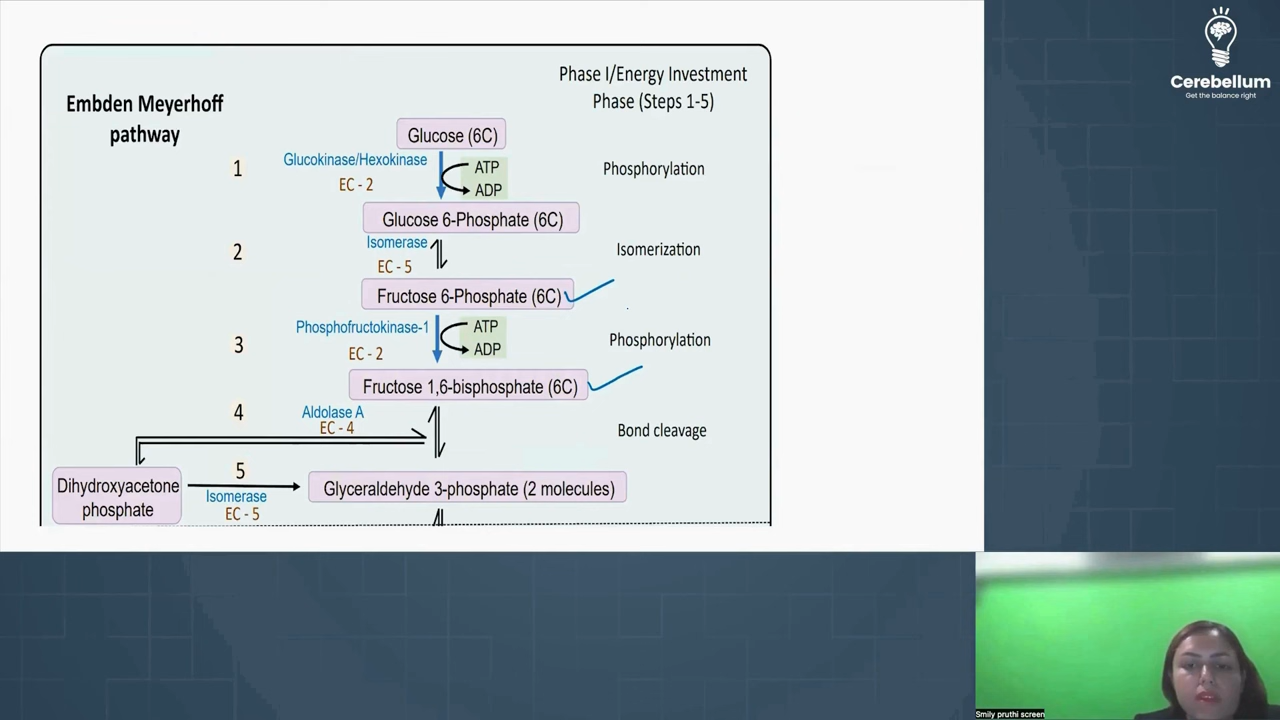 Cerebellum
Get the balance right
Phase I/Energy Investment
Phase (Steps 1-5)
Embden Meyerhoff
pathway
Glucose (6C)
1
Glucokinase/Hexokinase
EC - 2
ATP
ADP
Phosphorylation
Glucose 6-Phosphate (6C)
2
Isomerase
EC - 5
Isomerization
Fructose 6-Phosphate (6C)
3
Phosphofructokinase-1
EC - 2
ATP
ADP
Phosphorylation
Fructose 1,6-bisphosphate (6C)
4
Aldolase A
EC - 4
Bond cleavage
Dihydroxyacetone
phosphate
5
Isomerase
EC - 5
Glyceraldehyde 3-phosphate (2 molecules)
Smily pruthi screen